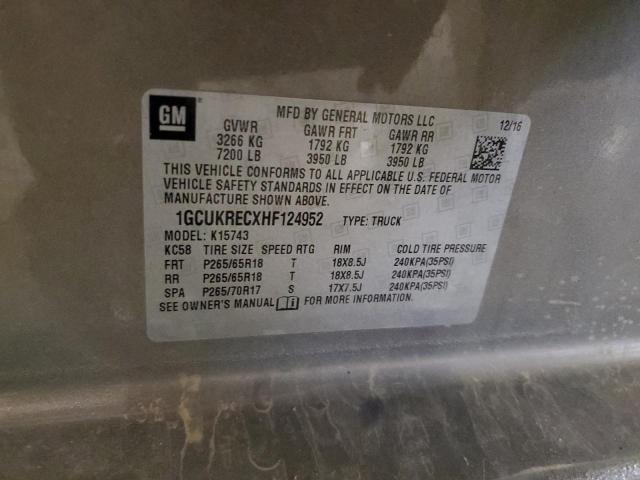 GM
MFD BY GENERAL MOTORS LLC
12/16
GVWR GAWR FRT GAWR RR
3266 KG 1792 KG 1792 KG
7200 LB 3950 LB 3950 LB
THIS VEHICLE CONFORMS TO ALL APPLICABLE U.S. FEDERAL MOTOR
VEHICLE SAFETY STANDARDS IN EFFECT ON THE DATE OF
MANUFACTURE SHOWN ABOVE.
1GCUKRECXHF124952 TYPE: TRUCK
MODEL: K15743
KC58 TIRE SIZE SPEED RTG RIM COLD TIRE PRESSURE
FRT P265/65R18 T 18X8.5J 240KPA(35PSI)
RR P265/65R18 T 18X8.5J 240KPA(35PSI)
SPA P265/70R17 S 17X7.5J 240KPA(35PSI)
SEE OWNER'S MANUAL FOR MORE INFORMATION.